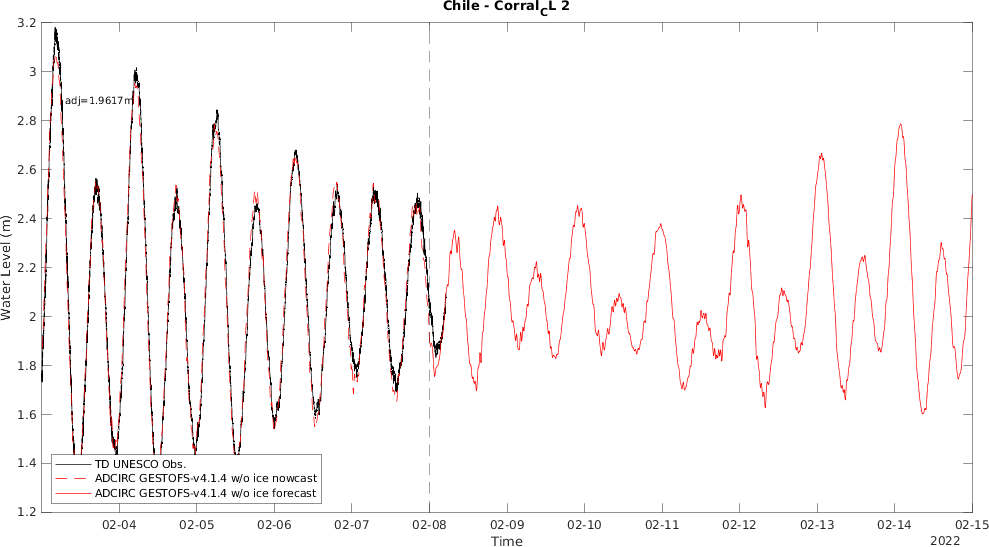 Chile - Corral_CL 2
3.2
3
2.8
2.6
2.4
2.2
2
1.8
1.6
1.4
1.2
Water Level (m)
adj=1.9617m
TD UNESCO Obs.
ADCIRC GESTOFS-v4.1.4 w/o ice nowcast
ADCIRC GESTOFS-v4.1.4 w/o ice forecast
02-04 02-05 02-06 02-07 02-08 02-09 02-10 02-11 02-12 02-13 02-14 02-15
Time
2022